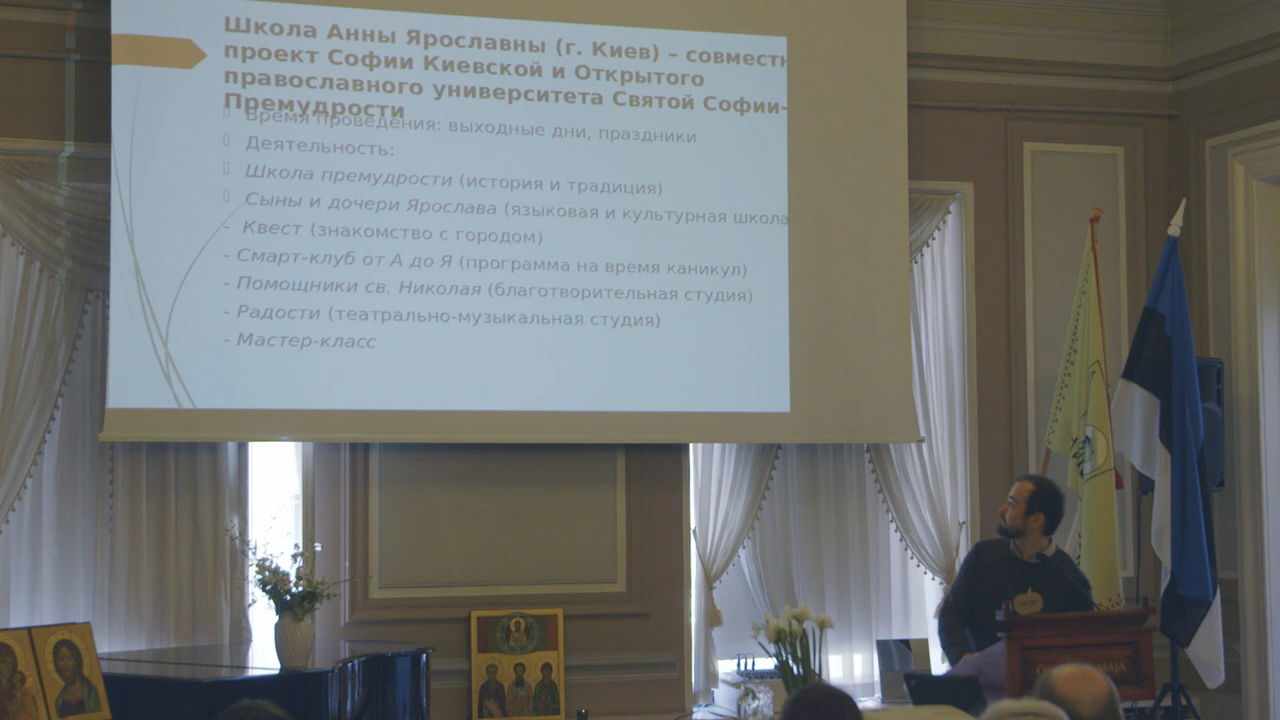 Школа Анны Ярославны (г. Киев) – совместн
проект Софии Киевской и Открытого
православного университета Святой Софии-
Премудрости
Время проведения: выходные дни, праздники
Деятельность:
Школа премудрости (история и традиция)
Сыны и дочери Ярослава (языковая и культурная школа
- Квест (знакомство с городом)
- Смарт-клуб от А до Я (программа на время каникул)
- Помощники св. Николая (благотворительная студия)
- Радости (театрально-музыкальная студия)
- Мастер-класс